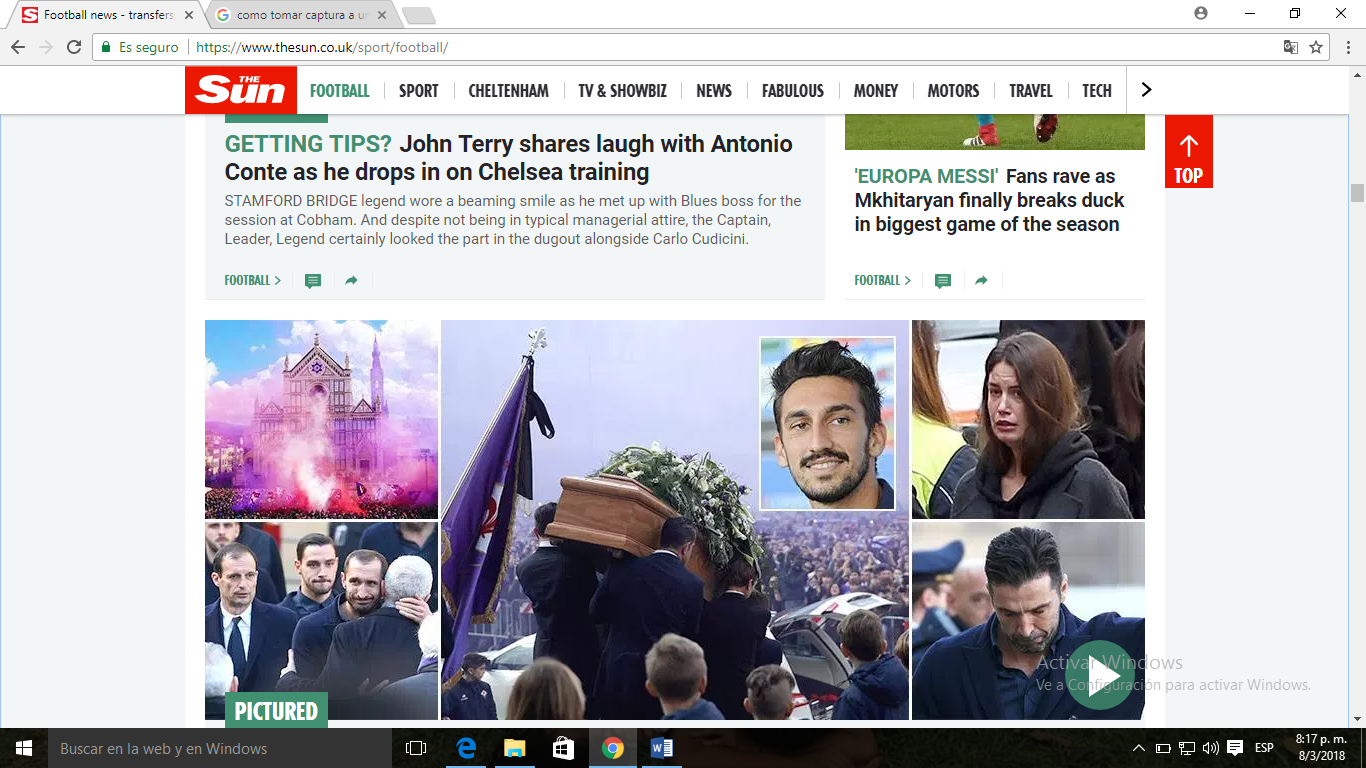 Football news - transfers
como tomar captura a un
Es seguro
https://www.thesun.co.uk/sport/football/
THE
Sun
FOOTBALL
SPORT
CHELTENHAM
TV & SHOWBIZ
NEWS
FABULOUS
MONEY
MOTORS
TRAVEL
TECH
TOP
GETTING TIPS? John Terry shares laugh with Antonio
Conte as he drops in on Chelsea training
STAMFORD BRIDGE legend wore a beaming smile as he met up with Blues boss for the
session at Cobham. And despite not being in typical managerial attire, the Captain,
Leader, Legend certainly looked the part in the dugout alongside Carlo Cudicini.
FOOTBALL >
'EUROPA MESSI' Fans rave as
Mkhitaryan finally breaks duck
in biggest game of the season
FOOTBALL >
PICTURED
Activar Windows
Ve a Configuración para activar Windows.
Buscar en la web y en Windows
ESP
8:17 p. m.
8/3/2018